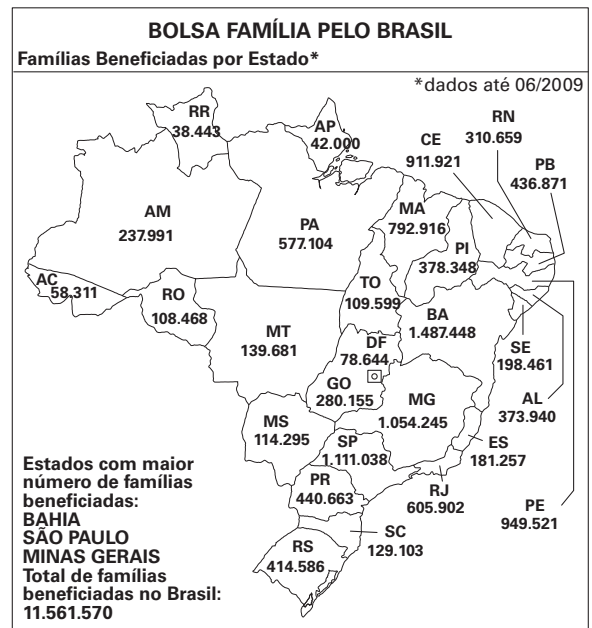 BOLSA FAMÍLIA PELO BRASIL
Famílias Beneficiadas por Estado*
*dados até 06/2009
RR
38.443
AP
42.000
RN
310.659
CE
911.921
PB
436.871
AM
237.991
PA
577.104
MA
792.916
PI
378.348
AC
58.311
RO
108.468
TO
109.599
MT
139.681
BA
1.487.448
DF
78.644
SE
198.461
GO
280.155
MG
1.054.245
AL
373.940
MS
114.295
SP
1.111.038
ES
181.257
PR
440.663
RJ
605.902
PE
949.521
SC
129.103
RS
414.586
Estados com maior
número de famílias
beneficiadas:
BAHIA
SÃO PAULO
MINAS GERAIS
Total de famílias
beneficiadas no Brasil:
11.561.570